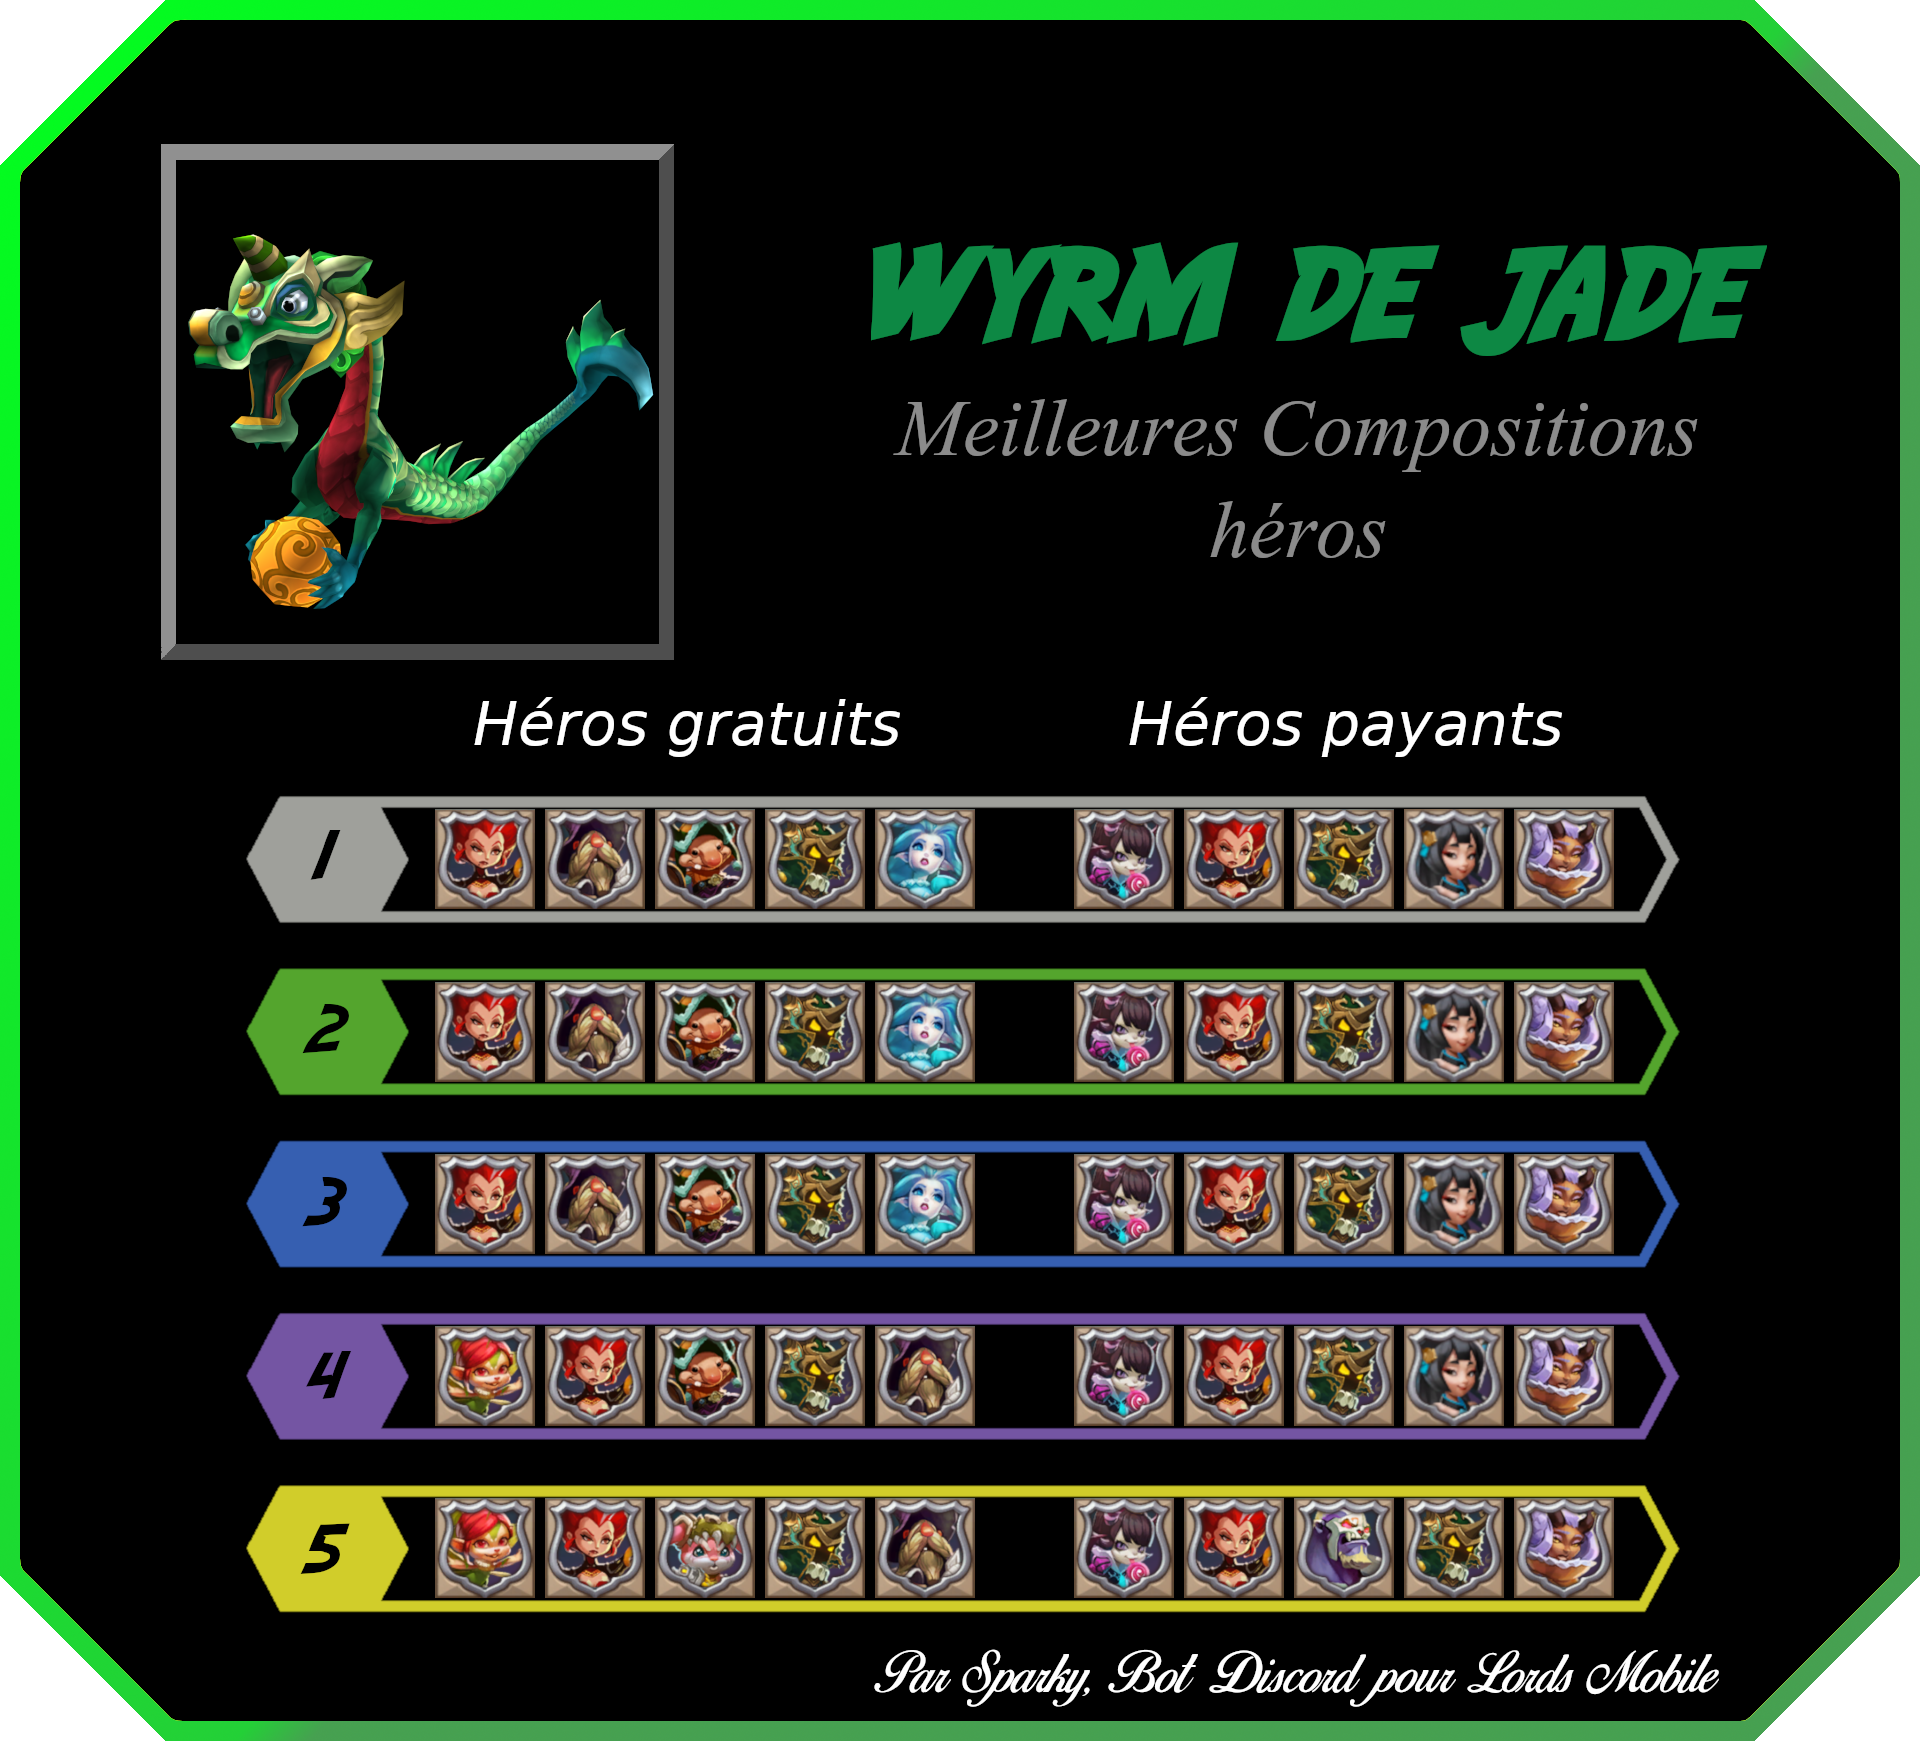 WYRM DE JADE
Meilleures Compositions
héros
Héros gratuits
Héros payants
1
2
3
4
5
Par Sparky, Bot Discord pour Lords Mobile